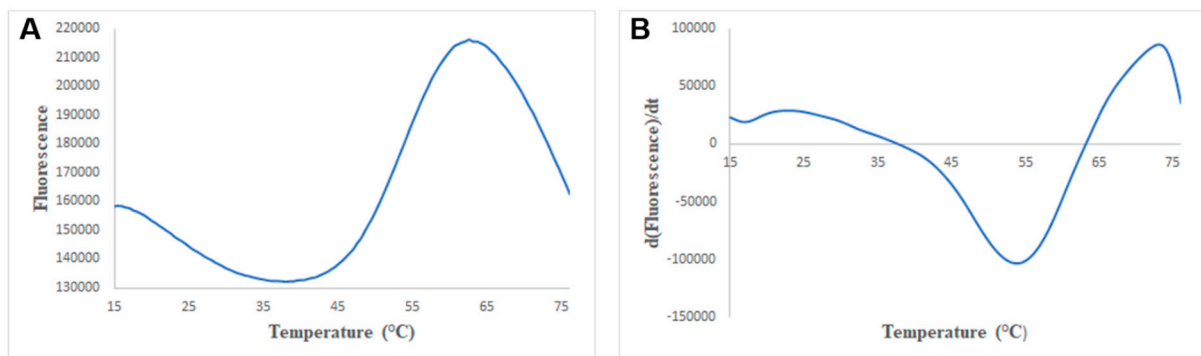 A
220000
210000
200000
190000
180000
170000
160000
150000
140000
130000
Fluorescence
15 25 35 45 55 65 75
Temperature (°C)
B
100000
50000
0
-50000
-100000
-150000
d(Fluorescence)/dt
15 25 35 45 55 65 75
Temperature (°C)